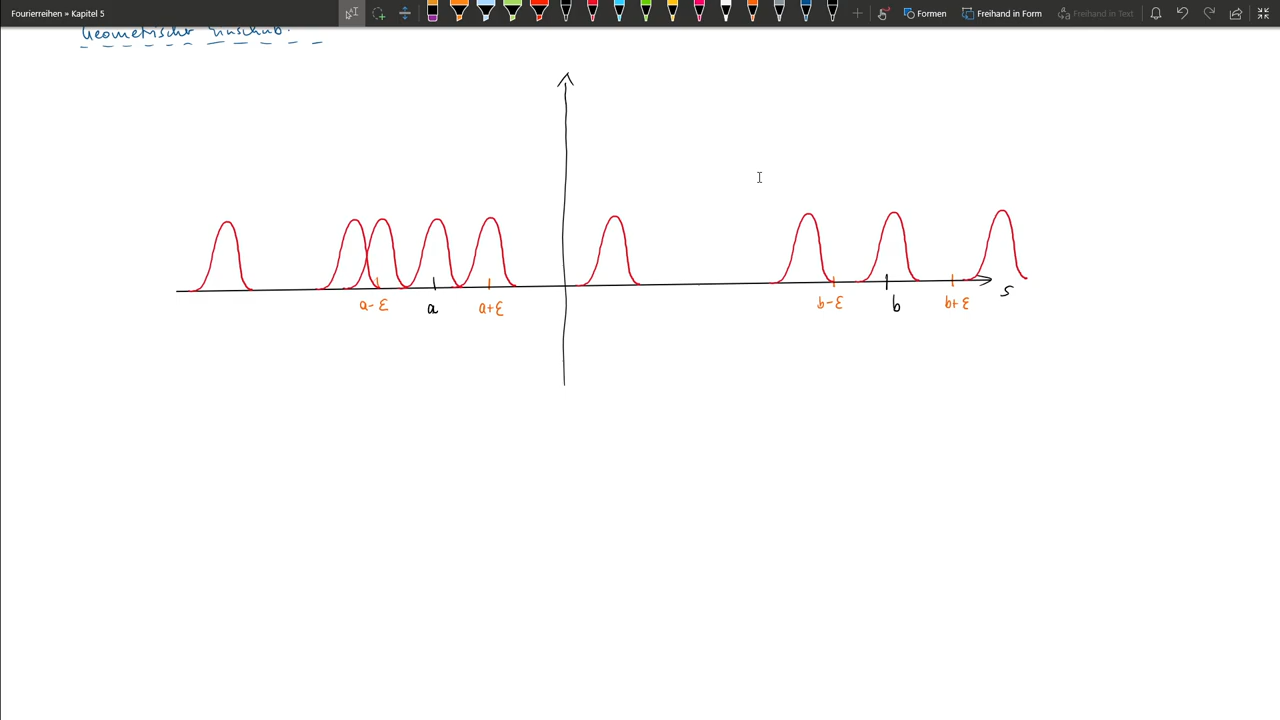 Fourierreihen » Kapitel 5
Formen Freihand in Form Freihand in Text
Geometrischer Einschub:
a-ε a a+ε b-ε b b+ε s